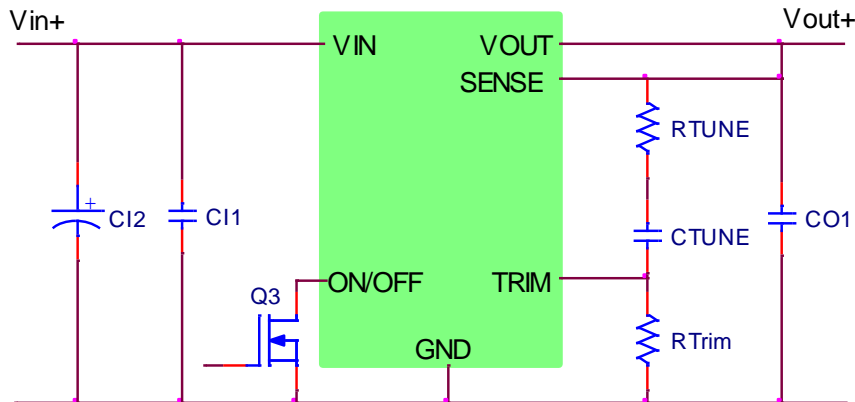 Vin+
Vout+
VIN
VOUT
SENSE
RTUNE
+
CI2
CI1
CTUNE
CO1
ON/OFF
TRIM
Q3
RTrim
GND